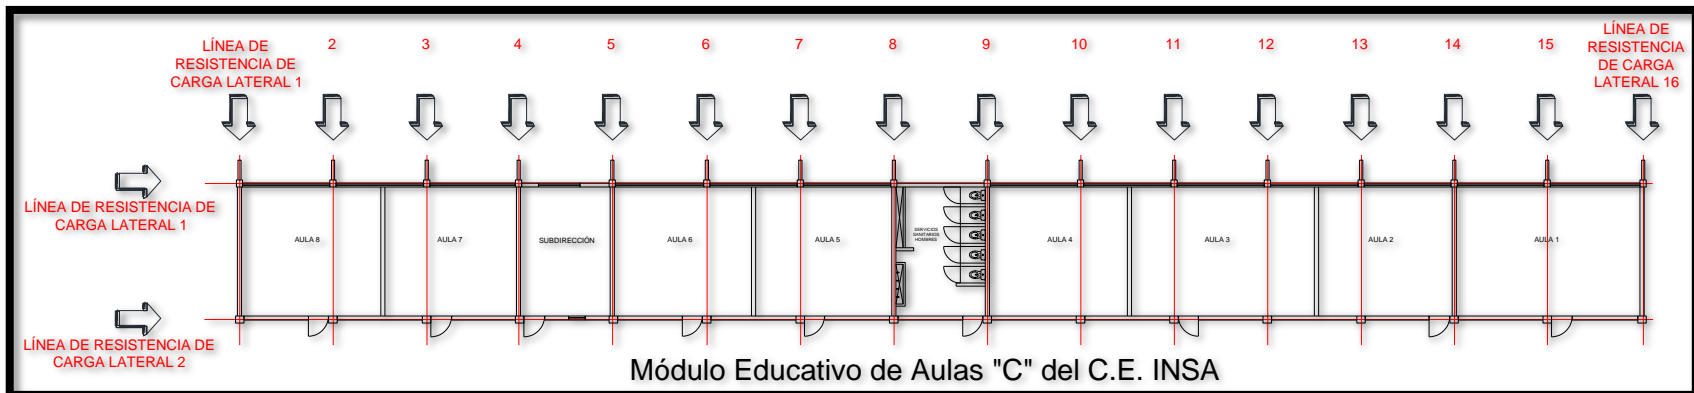 LÍNEA DE
RESISTENCIA DE
CARGA LATERAL 1
2
3
4
5
6
7
8
9
10
11
12
13
14
15
LÍNEA DE
RESISTENCIA
DE CARGA
LATERAL 16
LÍNEA DE RESISTENCIA DE
CARGA LATERAL 1
AULA 8
AULA 7
SUBDIRECCIÓN
AULA 6
AULA 5
SERVICIOS
SANITARIOS
HOMBRES
AULA 4
AULA 3
AULA 2
AULA 1
LÍNEA DE RESISTENCIA DE
CARGA LATERAL 2
Módulo Educativo de Aulas "C" del C.E. INSA